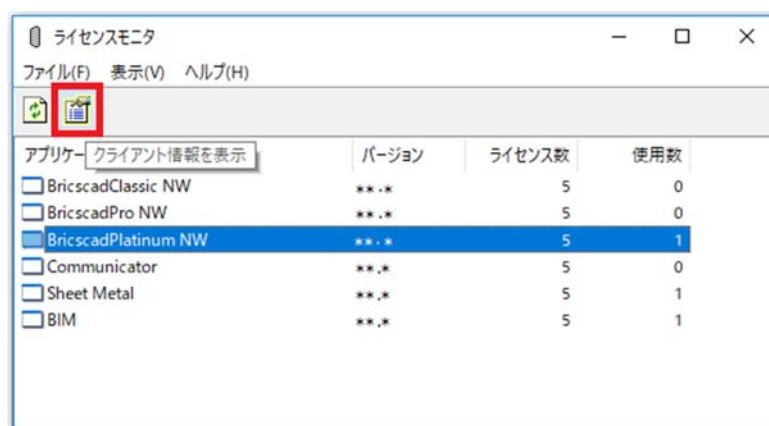 ライセンスモニタ
ファイル(F) 表示(V) ヘルプ(H)
アプリケー クライアント情報を表示 バージョン ライセンス数 使用数
BricscadClassic NW **.* 5 0
BricscadPro NW **.* 5 0
BricscadPlatinum NW **.* 5 1
Communicator **.* 5 0
Sheet Metal **.* 5 1
BIM **.* 5 1